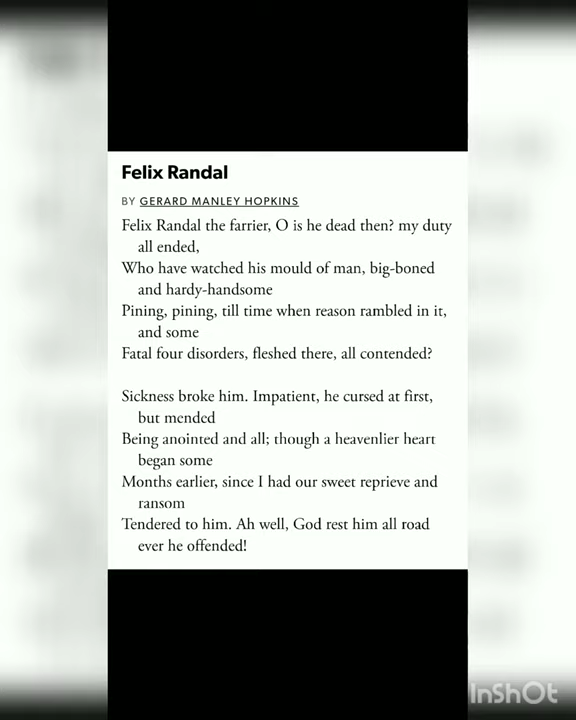 Felix Randal
BY GERARD MANLEY HOPKINS
Felix Randal the farrier, O is he dead then? my duty
all ended,
Who have watched his mould of man, big-boned
and hardy-handsome
Pining, pining, till time when reason rambled in it,
and some
Fatal four disorders, fleshed there, all contended?
Sickness broke him. Impatient, he cursed at first,
but mended
Being anointed and all; though a heavenlier heart
began some
Months earlier, since I had our sweet reprieve and
ransom
Tendered to him. Ah well, God rest him all road
ever he offended!
InShOt